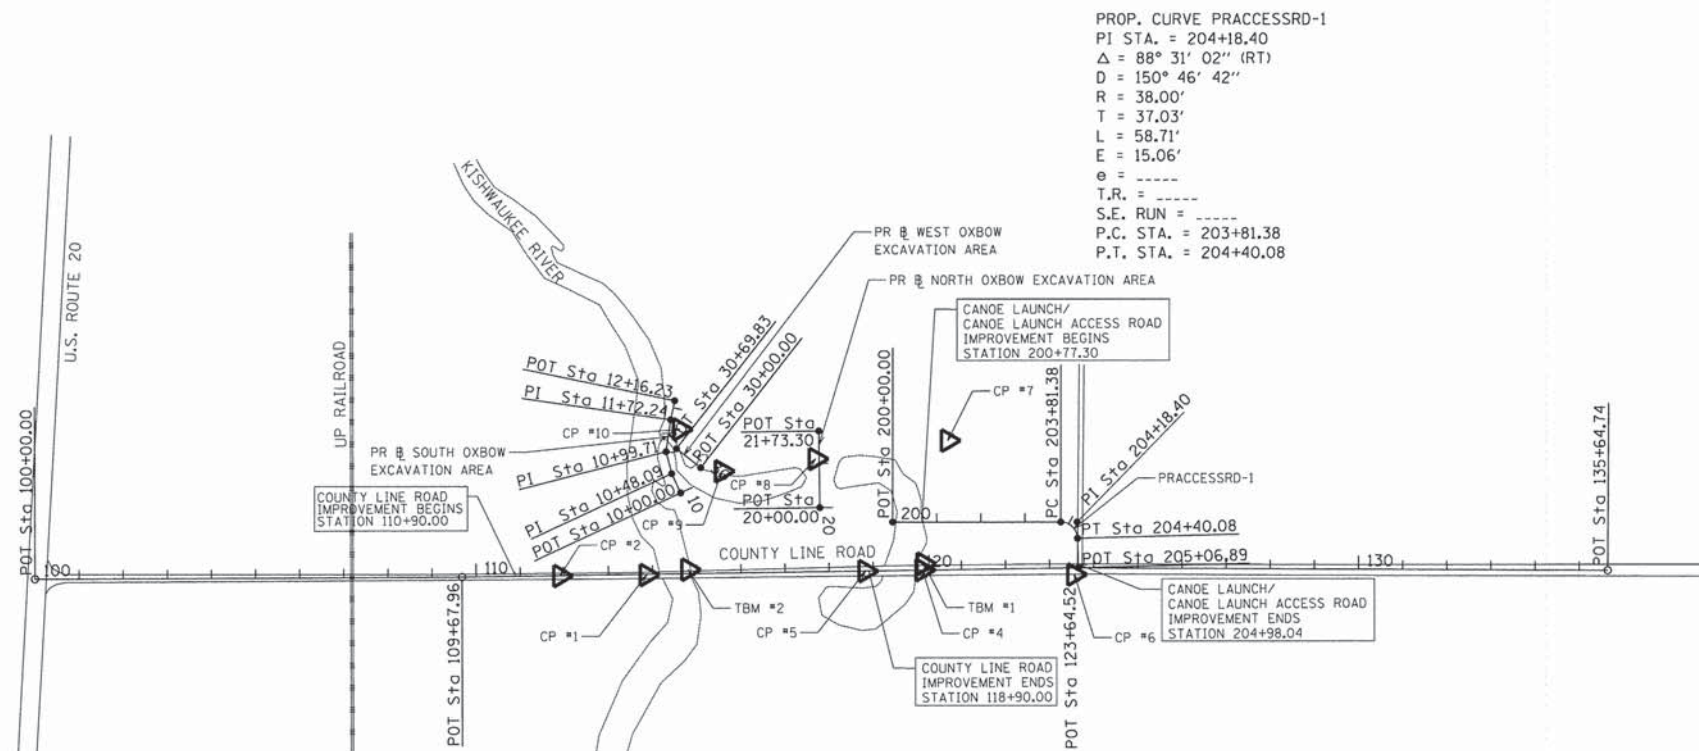 PROP. CURVE PRACCESSRD-1
PI STA. = 204+18.40
Δ = 88° 31' 02" (RT)
D = 150° 46' 42"
R = 38.00'
T = 37.03'
L = 58.71'
E = 15.06'
e = _____
T.R. = _____
S.E. RUN = _____
P.C. STA. = 203+81.38
P.T. STA. = 204+40.08
U.S. ROUTE 20
UP RAILROAD
KISHWAUKEE RIVER
PR ℄ WEST OXBOW
EXCAVATION AREA
PR ℄ NORTH OXBOW EXCAVATION AREA
CANOE LAUNCH/
CANOE LAUNCH ACCESS ROAD
IMPROVEMENT BEGINS
STATION 200+77.30
POT Sta 12+16.23
PI Sta 11+72.24
POT Sta 30+69.83
POT Sta 30+00.00
CP #10
PR ℄ SOUTH OXBOW
EXCAVATION AREA
PI Sta 10+99.71
PI Sta 10+48.09
POT Sta 10+00.00
10
POT Sta
21+73.30
CP #8
POT Sta
20+00.00
20
CP #9
CP #7
POT Sta 200+00.00
200
PC Sta 203+81.38
PI Sta 204+18.40
PRACCESSRD-1
PT Sta 204+40.08
POT Sta 205+06.89
POT Sta 100+00.00
100
COUNTY LINE ROAD
IMPROVEMENT BEGINS
STATION 110+90.00
CP #2
110
COUNTY LINE ROAD
120
130
POT Sta 135+64.74
POT Sta 109+67.96
CP #1
TBM #2
CP #5
TBM #1
CP #4
POT Sta 123+64.52
CP #6
CANOE LAUNCH/
CANOE LAUNCH ACCESS ROAD
IMPROVEMENT ENDS
STATION 204+98.04
COUNTY LINE ROAD
IMPROVEMENT ENDS
STATION 118+90.00